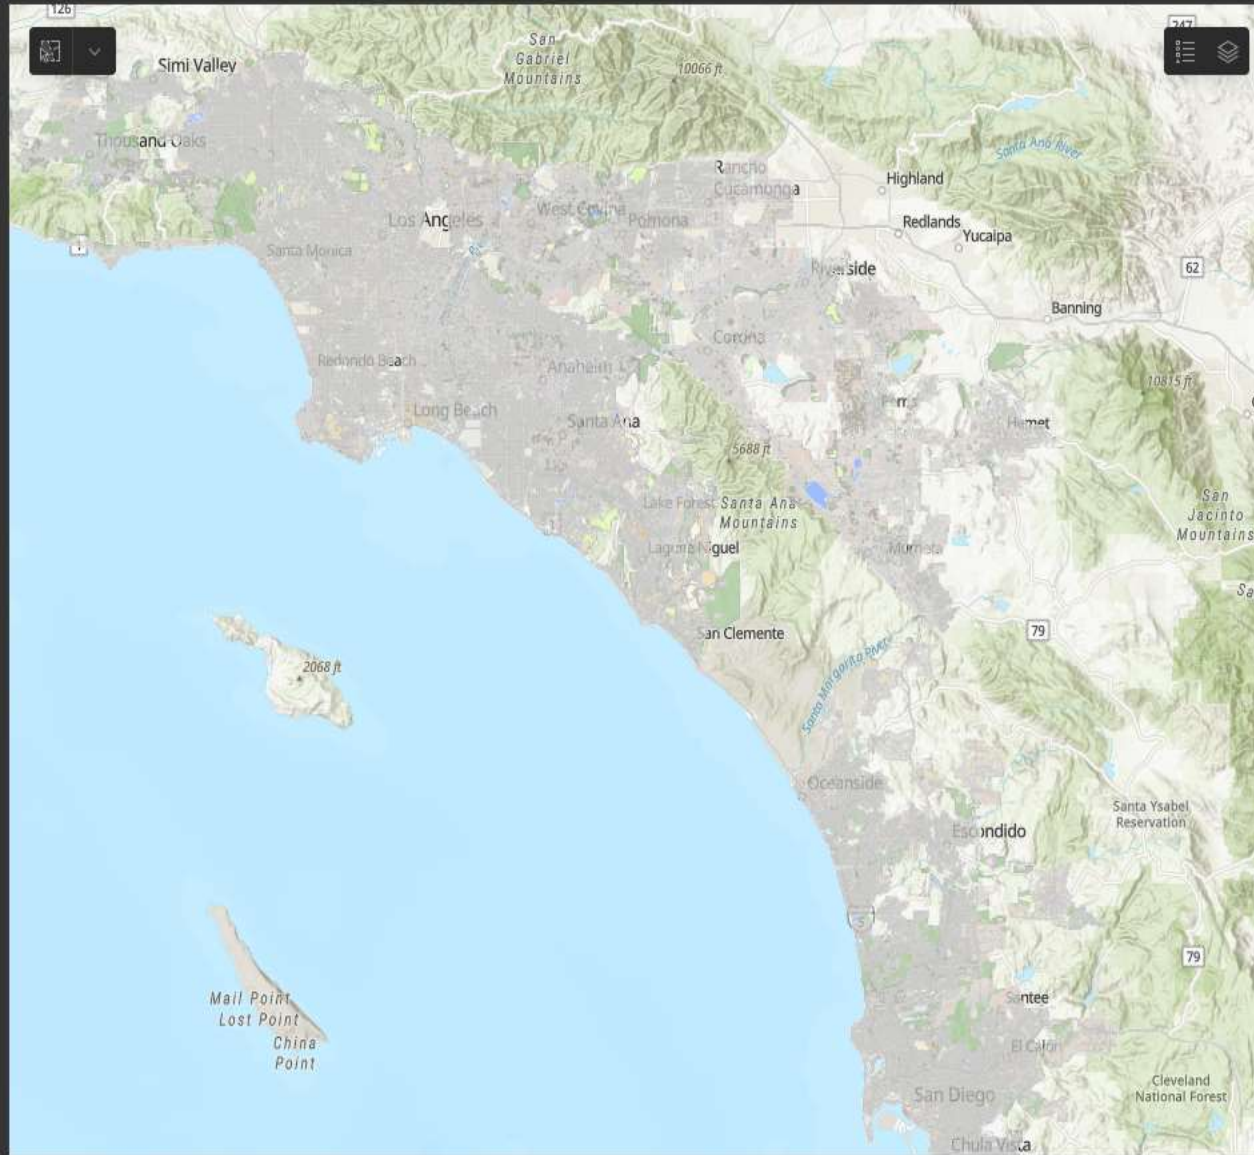 126
247
San
Gabriel
Mountains
Simi Valley
10066 ft
Thousand Oaks
Santa Ana River
Rancho
Cucamonga
Highland
West Covina
Los Angeles
Pomona
Redlands
Yucaipa
1
Santa Monica
Riverside
62
Banning
Corona
Redondo Beach
Anaheim
10815 ft
Perris
Long Beach
Santa Ana
Hemet
5688 ft
Lake Forest
Santa Ana
Mountains
San
Jacinto
Mountains
Laguna Niguel
Murrieta
Sa
San Clemente
79
2068 ft
Santa Margarita River
Oceanside
Santa Ysabel
Reservation
Escondido
5
79
Mail Point
Lost Point
China
Point
Santee
El Cajon
Cleveland
National Forest
San Diego
Chula Vista